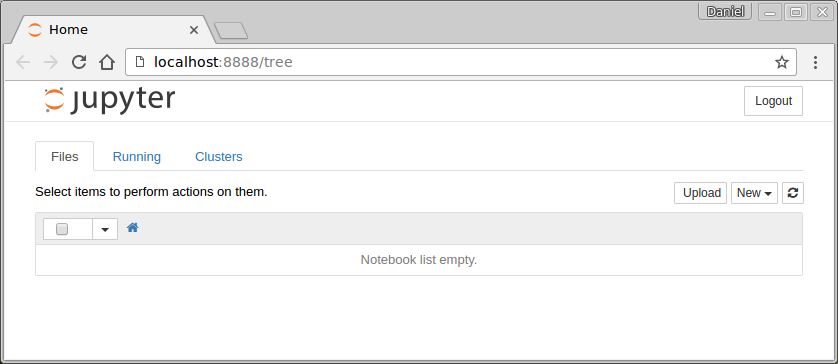 Daniel
Home
localhost:8888/tree
jupyter
Logout
Files Running Clusters
Select items to perform actions on them.
Upload New
Notebook list empty.